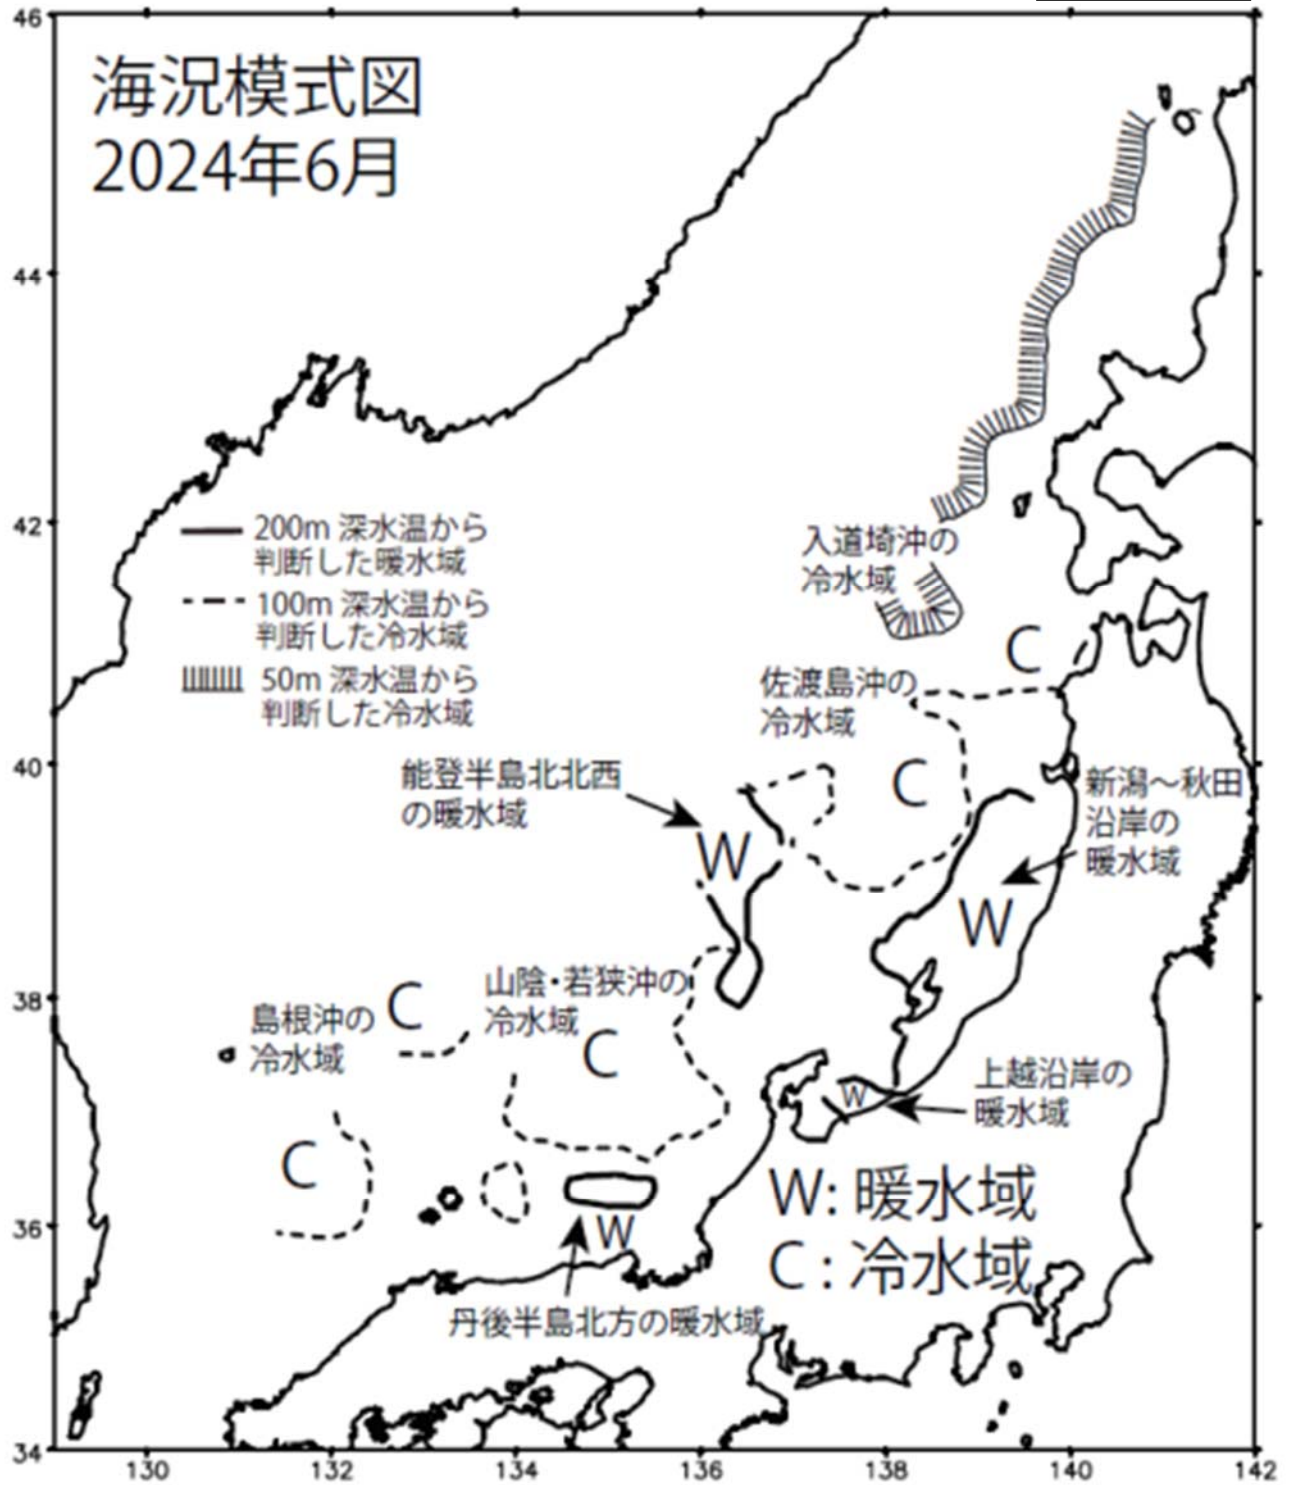 海況模式図
2024年6月
46
44
42
40
38
36
34
200m 深水温から
判断した暖水域
100m 深水温から
判断した冷水域
50m 深水温から
判断した冷水域
入道埼沖の
冷水域
C
佐渡島沖の
冷水域
C
能登半島北北西
の暖水域
W
新潟～秋田
沿岸の
暖水域
W
山陰・若狭沖の
冷水域
C
島根沖の
冷水域
C
C
上越沿岸の
暖水域
W
W
丹後半島北方の暖水域
W: 暖水域
C : 冷水域
130 132 134 136 138 140 142